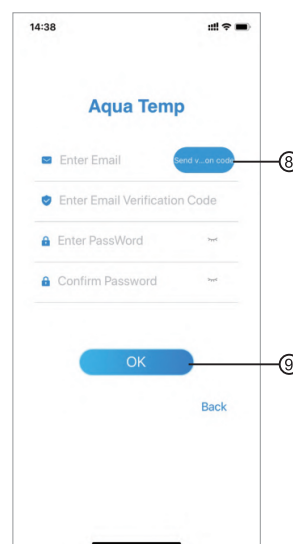 14:38
Aqua Temp
Enter Email
Send v...on code
⑧
Enter Email Verification Code
Enter PassWord
Confirm Password
OK
⑨
Back